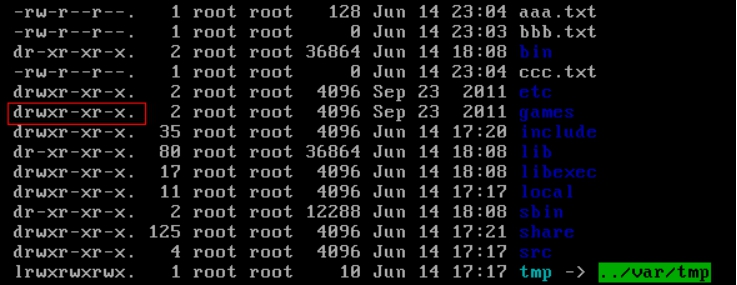 -rw-r--r--. 1 root root 128 Jun 14 23:04 aaa.txt
-rw-r--r--. 1 root root 0 Jun 14 23:03 bbb.txt
dr-xr-xr-x. 2 root root 36864 Jun 14 18:08 bin
-rw-r--r--. 1 root root 0 Jun 14 23:04 ccc.txt
drwxr-xr-x. 2 root root 4096 Sep 23 2011 etc
drwxr-xr-x. 2 root root 4096 Sep 23 2011 games
drwxr-xr-x. 35 root root 4096 Jun 14 17:20 include
dr-xr-xr-x. 80 root root 36864 Jun 14 18:08 lib
drwxr-xr-x. 17 root root 4096 Jun 14 18:08 libexec
drwxr-xr-x. 11 root root 4096 Jun 14 17:17 local
dr-xr-xr-x. 2 root root 12288 Jun 14 18:08 sbin
drwxr-xr-x. 125 root root 4096 Jun 14 17:21 share
drwxr-xr-x. 4 root root 4096 Jun 14 17:17 src
lrwxrwxrwx. 1 root root 10 Jun 14 17:17 tmp -> ../var/tmp